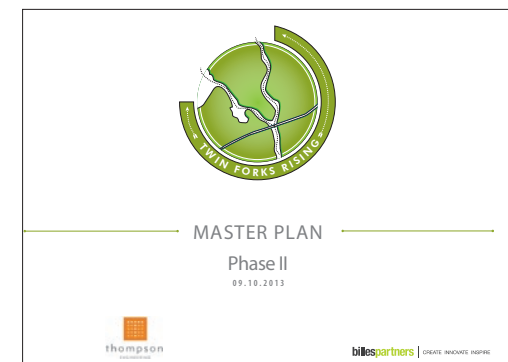 TWIN FORKS RISING
MASTER PLAN
Phase II
09.10.2013
thompson
billespartners | CREATE INNOVATE INSPIRE